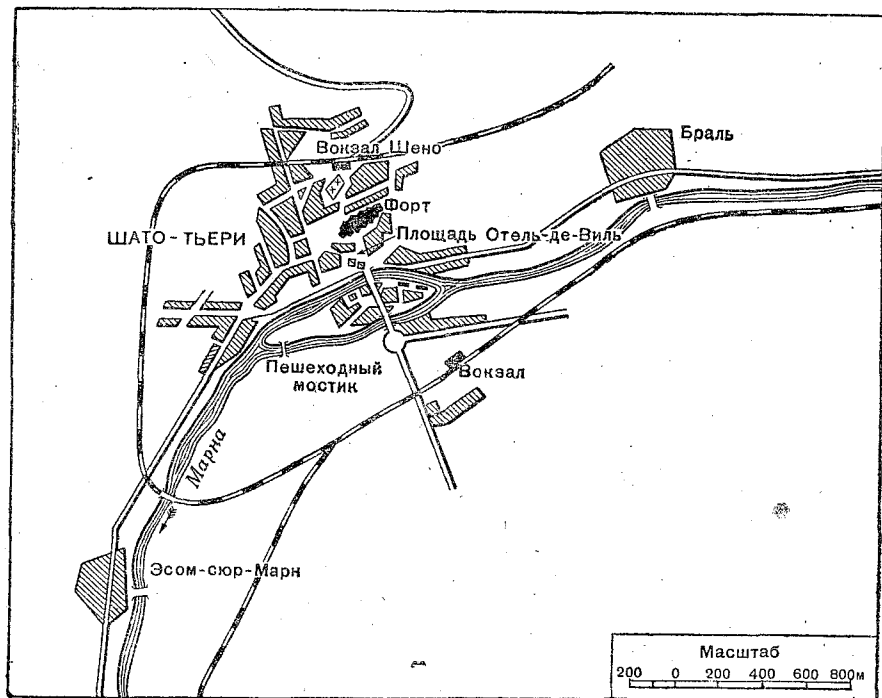 Браль
Вокзал Шено
Форт
ШАТО-ТЬЕРИ
Площадь Отель-де-Виль
Пешеходный
мостик
Вокзал
Марна
Эсом-сюр-Марн
Масштаб
200 0 200 400 600 800м